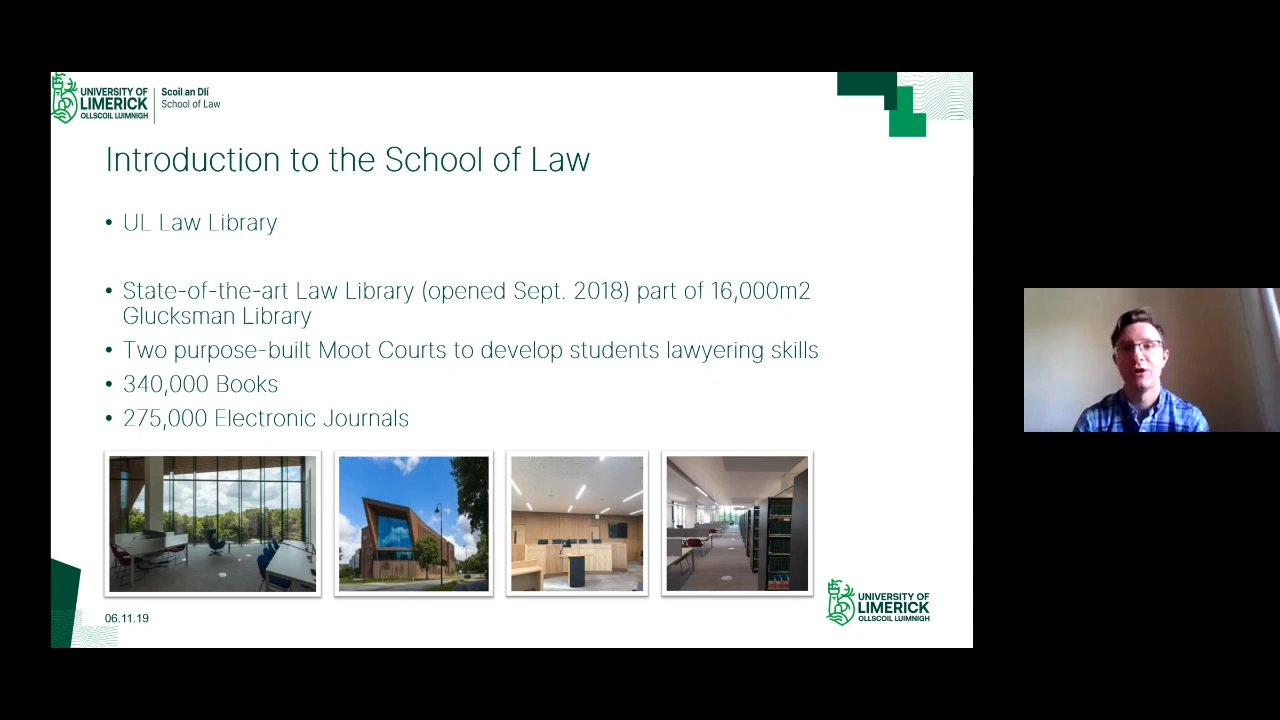 UNIVERSITY OF
LIMERICK
OLLSCOIL LUIMNIGH
Scoil an Dlí
School of Law
Introduction to the School of Law
• UL Law Library
• State-of-the-art Law Library (opened Sept. 2018) part of 16,000m2
Glucksman Library
• Two purpose-built Moot Courts to develop students lawyering skills
• 340,000 Books
• 275,000 Electronic Journals
06.11.19
UNIVERSITY OF
LIMERICK
OLLSCOIL LUIMNIGH